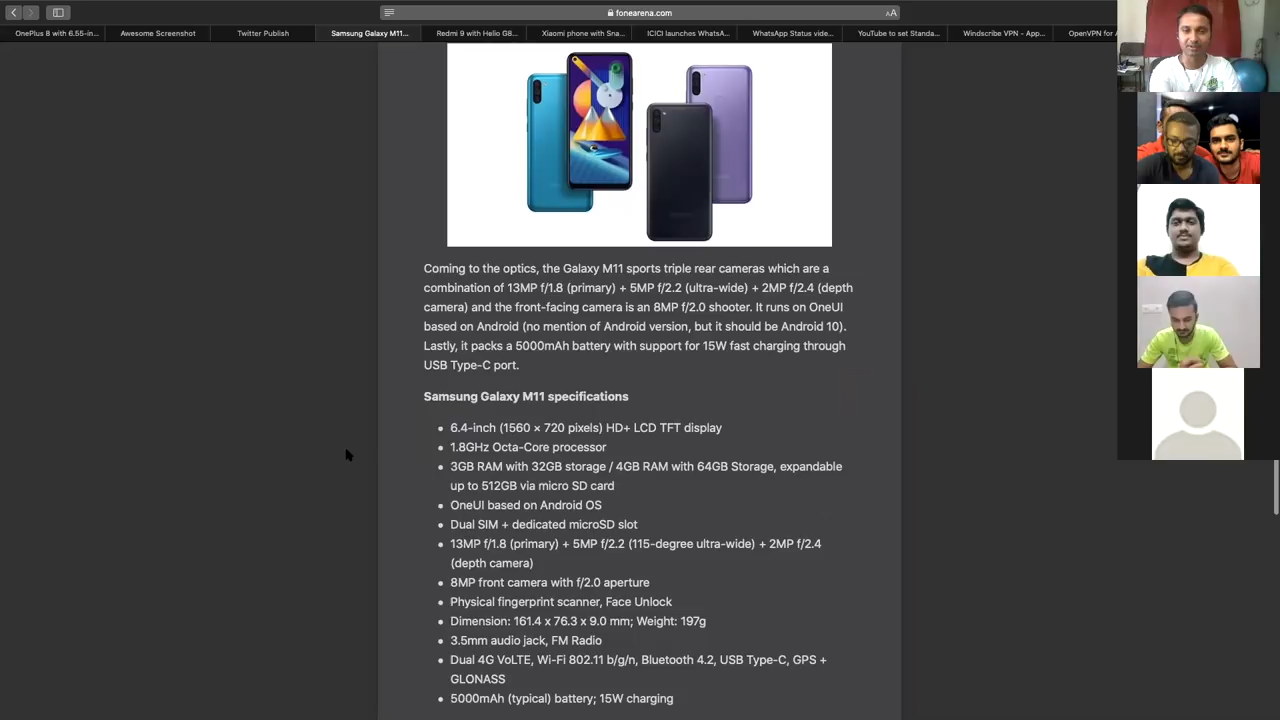 fonearena.com
AA
OnePlus 8 with 6.55-in...
Awesome Screenshot
Twitter Publish
Samsung Galaxy M11...
Redmi 9 with Helio G8...
Xiaomi phone with Sna...
ICICI launches WhatsA...
WhatsApp Status vide...
YouTube to set Standa...
Windscribe VPN – App...
OpenVPN for
Coming to the optics, the Galaxy M11 sports triple rear cameras which are a
combination of 13MP f/1.8 (primary) + 5MP f/2.2 (ultra-wide) + 2MP f/2.4 (depth
camera) and the front-facing camera is an 8MP f/2.0 shooter. It runs on OneUI
based on Android (no mention of Android version, but it should be Android 10).
Lastly, it packs a 5000mAh battery with support for 15W fast charging through
USB Type-C port.
Samsung Galaxy M11 specifications
6.4-inch (1560 × 720 pixels) HD+ LCD TFT display
1.8GHz Octa-Core processor
3GB RAM with 32GB storage / 4GB RAM with 64GB Storage, expandable
up to 512GB via micro SD card
OneUI based on Android OS
Dual SIM + dedicated microSD slot
13MP f/1.8 (primary) + 5MP f/2.2 (115-degree ultra-wide) + 2MP f/2.4
(depth camera)
8MP front camera with f/2.0 aperture
Physical fingerprint scanner, Face Unlock
Dimension: 161.4 x 76.3 x 9.0 mm; Weight: 197g
3.5mm audio jack, FM Radio
Dual 4G VoLTE, Wi-Fi 802.11 b/g/n, Bluetooth 4.2, USB Type-C, GPS +
GLONASS
5000mAh (typical) battery; 15W charging